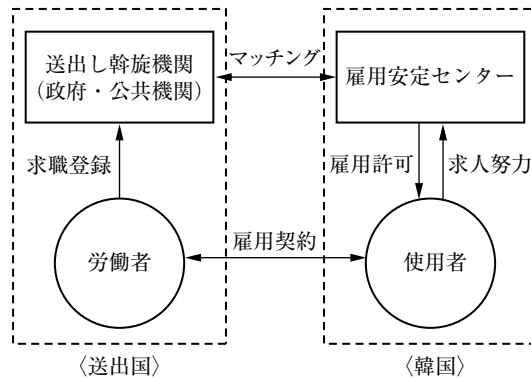 送出し斡旋機関
（政府・公共機関）
マッチング
雇用安定センター
求職登録
雇用許可
求人努力
労働者
雇用契約
使用者
〈送出国〉
〈韓国〉